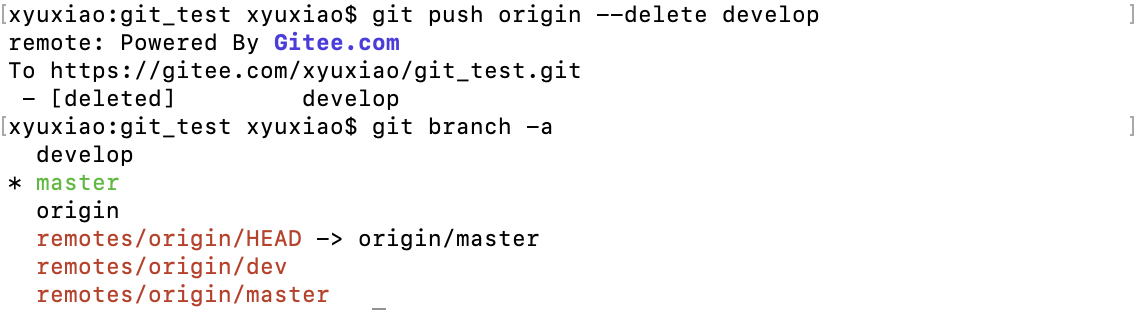 [xyuxiao:git_test xyuxiao$ git push origin --delete develop ]
remote: Powered By Gitee.com
To https://gitee.com/xyuxiao/git_test.git
 - [deleted]         develop
[xyuxiao:git_test xyuxiao$ git branch -a ]
  develop
* master
  origin
  remotes/origin/HEAD -> origin/master
  remotes/origin/dev
  remotes/origin/master